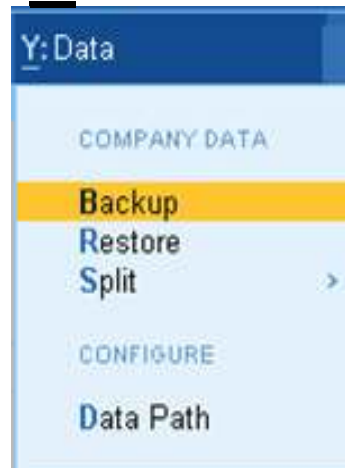 Y: Data
COMPANY DATA
Backup
Restore
Split >
CONFIGURE
Data Path